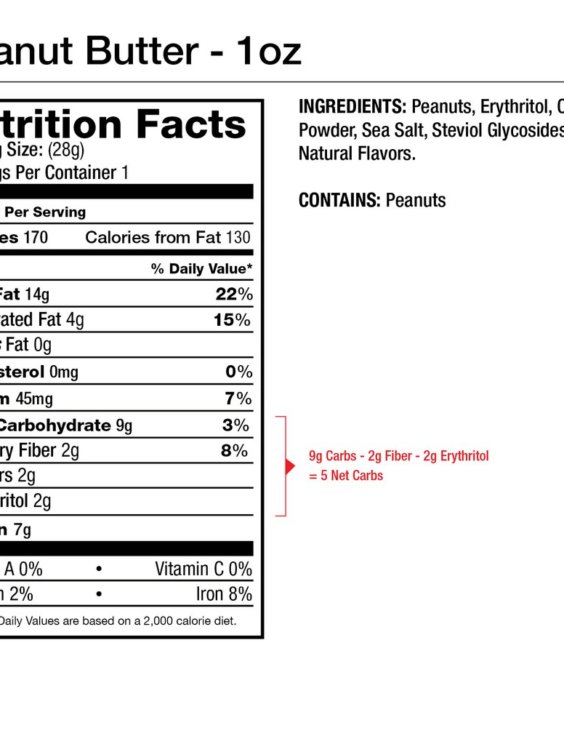 anut Butter - 1oz
trition Facts
g Size: (28g)
gs Per Container 1
Per Serving
es 170 Calories from Fat 130
% Daily Value*
Fat 14g 22%
ated Fat 4g 15%
Fat 0g
sterol 0mg 0%
m 45mg 7%
Carbohydrate 9g 3%
ry Fiber 2g 8%
rs 2g
ritol 2g
n 7g
A 0% • Vitamin C 0%
n 2% • Iron 8%
Daily Values are based on a 2,000 calorie diet.
INGREDIENTS: Peanuts, Erythritol, C
Powder, Sea Salt, Steviol Glycosides
Natural Flavors.
CONTAINS: Peanuts
9g Carbs - 2g Fiber - 2g Erythritol
= 5 Net Carbs